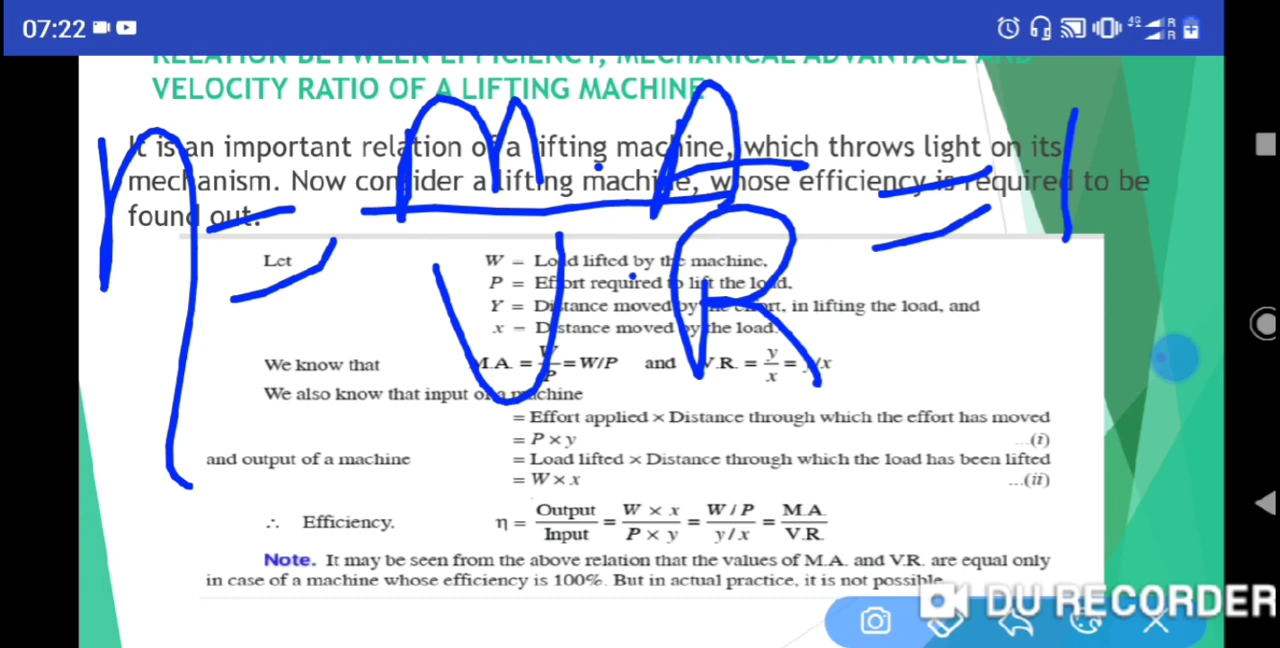 07:22
4G R R
RELATION BETWEEN EFFICIENCY, MECHANICAL ADVANTAGE AND
VELOCITY RATIO OF A LIFTING MACHINE
It is an important relation of a lifting machine, which throws light on its
mechanism. Now consider a lifting machine, whose efficiency is required to be
found out.
η = M.A / V.R = 1
Let W = Load lifted by the machine,
P = Effort required to lift the load,
Y = Distance moved by the effort, in lifting the load, and
x = Distance moved by the load.
We know that M.A. = W/P = W/P and V.R. = y/x = y/x
We also know that input of a machine
= Effort applied × Distance through which the effort has moved
= P × y ...(i)
and output of a machine = Load lifted × Distance through which the load has been lifted
= W × x ...(ii)
∴ Efficiency, η = Output/Input = W × x/P × y = W / P/y / x = M.A./V.R.
Note. It may be seen from the above relation that the values of M.A. and V.R. are equal only
in case of a machine whose efficiency is 100%. But in actual practice, it is not possible
DU RECORDER